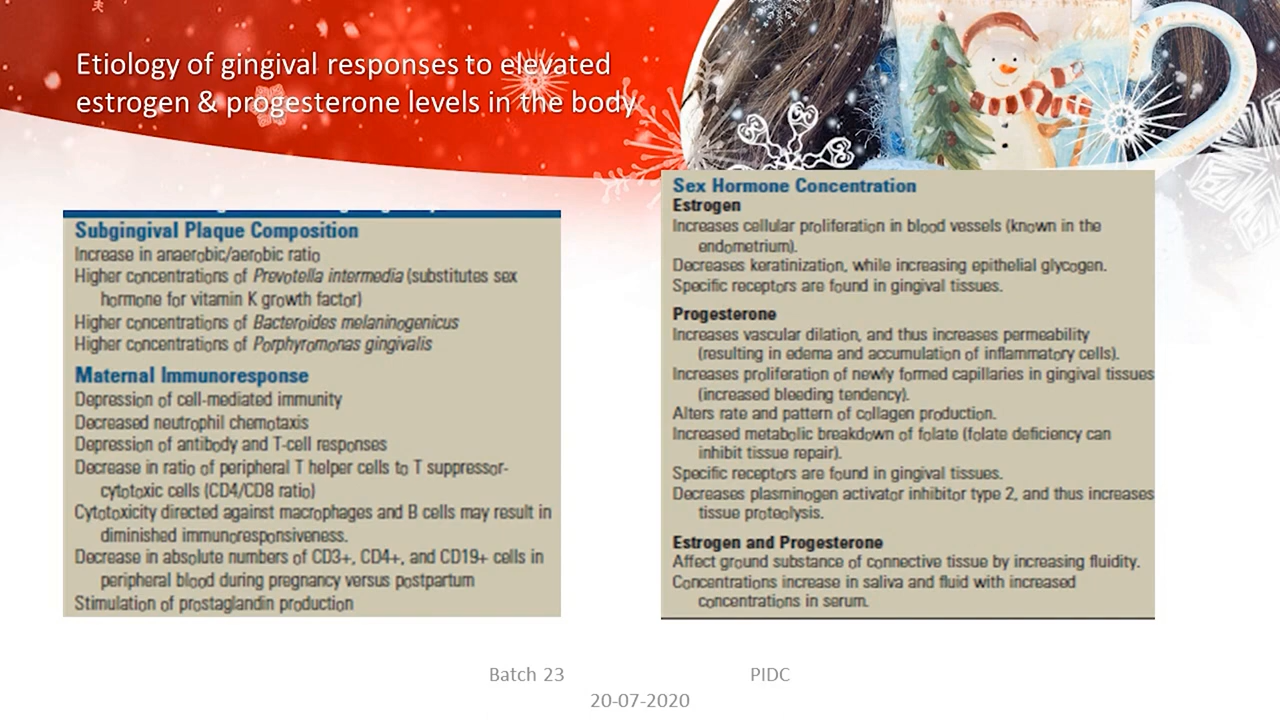 Etiology of gingival responses to elevated
estrogen & progesterone levels in the body
Subgingival Plaque Composition
Increase in anaerobic/aerobic ratio
Higher concentrations of Prevotella intermedia (substitutes sex
hormone for vitamin K growth factor)
Higher concentrations of Bacteroides melaninogenicus
Higher concentrations of Porphyromonas gingivalis
Maternal Immunoresponse
Depression of cell-mediated immunity
Decreased neutrophil chemotaxis
Depression of antibody and T-cell responses
Decrease in ratio of peripheral T helper cells to T suppressor-
cytotoxic cells (CD4/CD8 ratio)
Cytotoxicity directed against macrophages and B cells may result in
diminished immunoresponsiveness.
Decrease in absolute numbers of CD3+, CD4+, and CD19+ cells in
peripheral blood during pregnancy versus postpartum
Stimulation of prostaglandin production
Sex Hormone Concentration
Estrogen
Increases cellular proliferation in blood vessels (known in the
endometrium).
Decreases keratinization, while increasing epithelial glycogen.
Specific receptors are found in gingival tissues.
Progesterone
Increases vascular dilation, and thus increases permeability
(resulting in edema and accumulation of inflammatory cells).
Increases proliferation of newly formed capillaries in gingival tissues
(increased bleeding tendency).
Alters rate and pattern of collagen production.
Increased metabolic breakdown of folate (folate deficiency can
inhibit tissue repair).
Specific receptors are found in gingival tissues.
Decreases plasminogen activator inhibitor type 2, and thus increases
tissue proteolysis.
Estrogen and Progesterone
Affect ground substance of connective tissue by increasing fluidity.
Concentrations increase in saliva and fluid with increased
concentrations in serum.
Batch 23 PIDC
20-07-2020